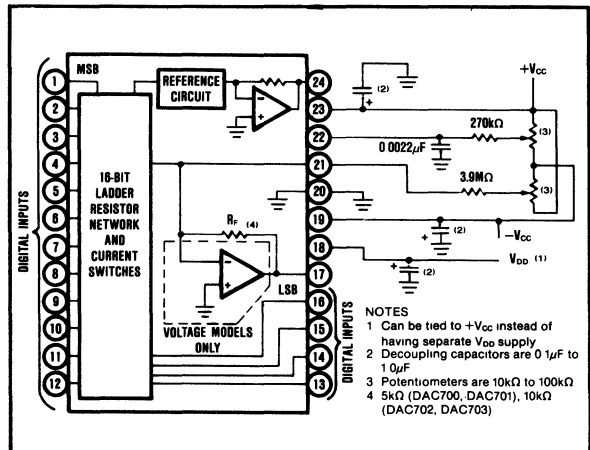 DIGITAL INPUTS
1
2
3
4
5
6
7
8
9
10
11
12
MSB
16-BIT
LADDER
RESISTOR
NETWORK
AND
CURRENT
SWITCHES
REFERENCE
CIRCUIT
RF (4)
VOLTAGE MODELS
ONLY
LSB
24
23
22
21
20
19
18
17
16
15
14
13
DIGITAL INPUTS
(2)
+VCC
270kΩ
(3)
0 0022µF
3.9MΩ
(3)
(2)
−VCC
VDD (1)
(2)
NOTES
1 Can be tied to +VCC instead of
having separate VDD supply
2 Decoupling capacitors are 0 1µF to
1 0µF
3 Potentiometers are 10kΩ to 100kΩ
4 5kΩ (DAC700, DAC701), 10kΩ
(DAC702, DAC703)